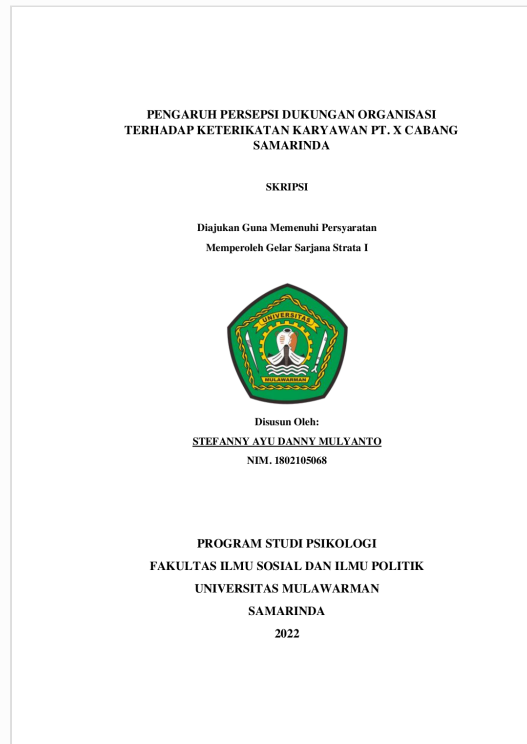 PENGARUH PERSEPSI DUKUNGAN ORGANISASI
TERHADAP KETERIKATAN KARYAWAN PT. X CABANG
SAMARINDA
SKRIPSI
Diajukan Guna Memenuhi Persyaratan
Memperoleh Gelar Sarjana Strata I
UNIVERSITAS
MULAWARMAN
Disusun Oleh:
STEFANNY AYU DANNY MULYANTO
NIM. 1802105068
PROGRAM STUDI PSIKOLOGI
FAKULTAS ILMU SOSIAL DAN ILMU POLITIK
UNIVERSITAS MULAWARMAN
SAMARINDA
2022